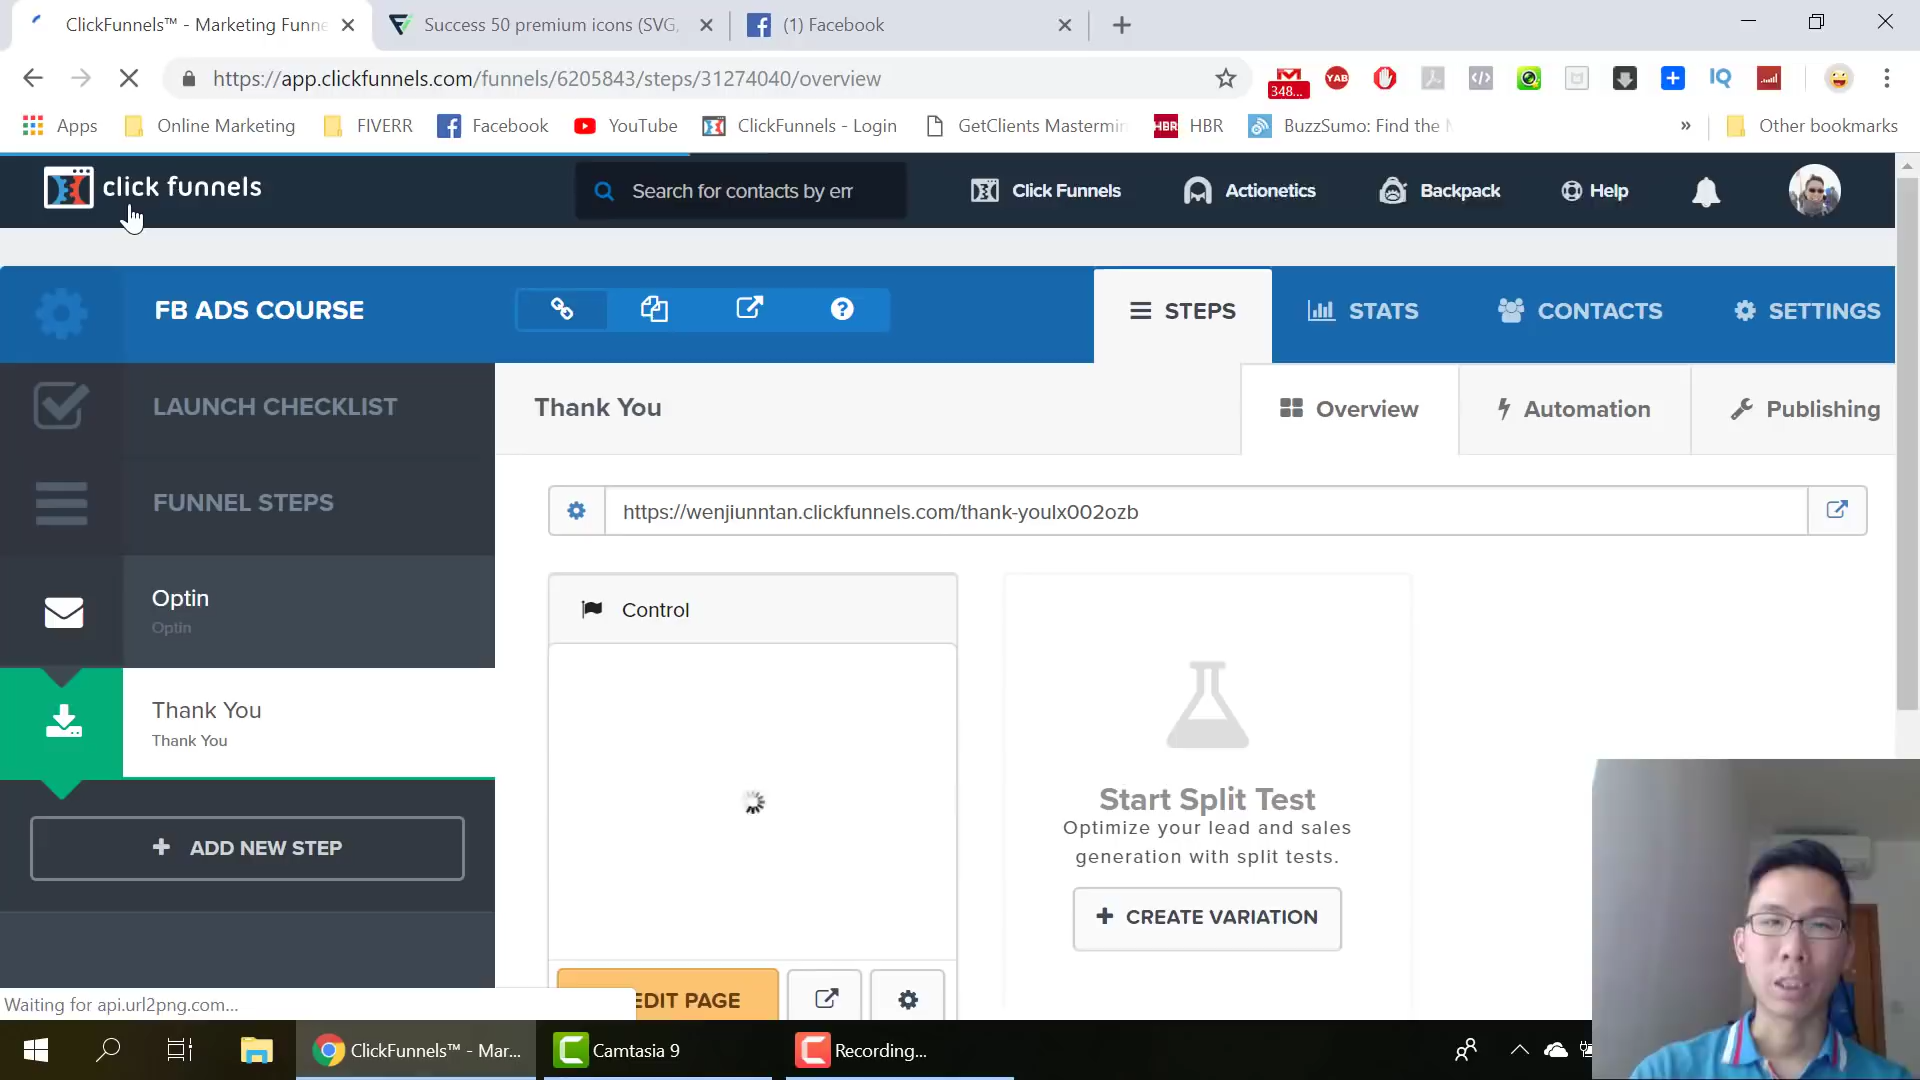 ClickFunnels™ - Marketing Funne
Success 50 premium icons (SVG,
(1) Facebook
https://app.clickfunnels.com/funnels/6205843/steps/31274040/overview
348...
YAB
IQ
Apps
Online Marketing
FIVERR
Facebook
YouTube
ClickFunnels - Login
GetClients Mastermin
HBR
HBR
BuzzSumo: Find the
»
Other bookmarks
click funnels
Search for contacts by em
Click Funnels
Actionetics
Backpack
Help
FB ADS COURSE
STEPS
STATS
CONTACTS
SETTINGS
LAUNCH CHECKLIST
Thank You
Overview
Automation
Publishing
FUNNEL STEPS
https://wenjiunntan.clickfunnels.com/thank-youlx002ozb
Optin
Optin
Control
Thank You
Thank You
Start Split Test
Optimize your lead and sales
generation with split tests.
+ ADD NEW STEP
+ CREATE VARIATION
EDIT PAGE
Waiting for api.url2png.com...
ClickFunnels™ - Mar...
Camtasia 9
Recording...